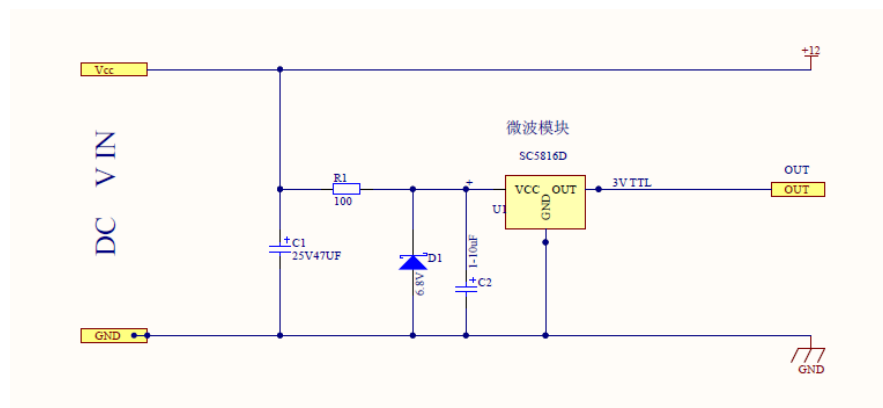 +12
Vcc
DC V IN
微波模块
SC5816D
R1
100
+
VCC OUT
GND
U1
3V TTL
OUT
OUT
+
C1
25V47UF
D1
6.8V
1-10uF
+
C2
GND
GND